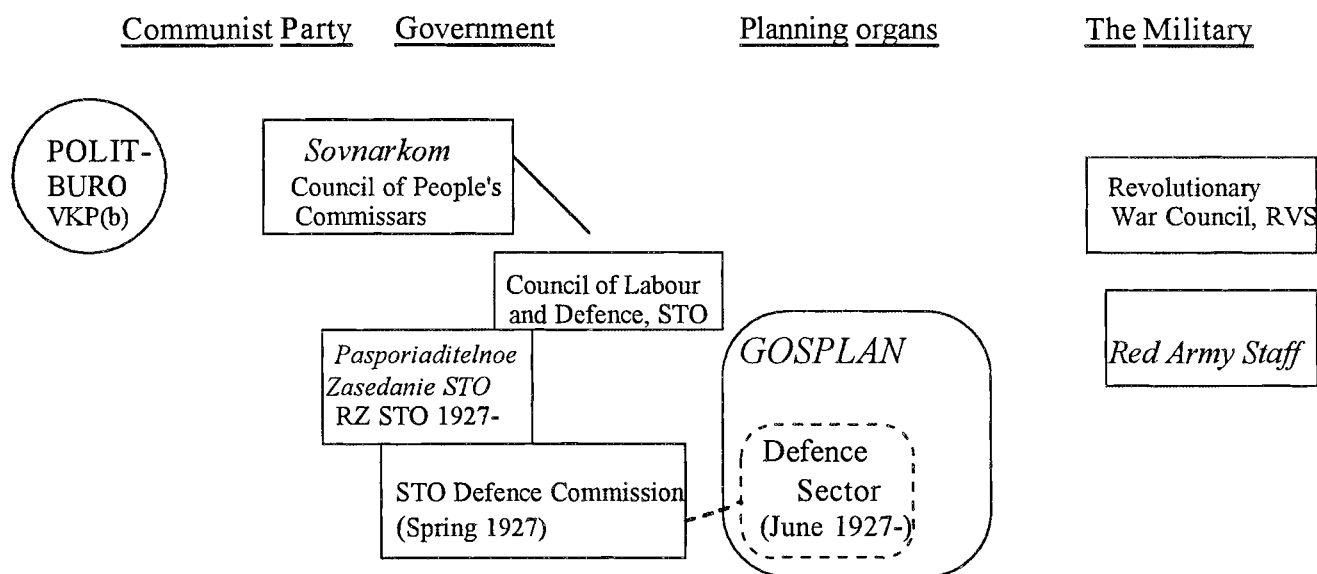 Communist Party Government Planning organs The Military
POLIT-
BURO
VKP(b)
Sovnarkom
Council of People's
Commissars
Revolutionary
War Council, RVS
Council of Labour
and Defence, STO
Pasporiaditelnoe
Zasedanie STO
RZ STO 1927-
GOSPLAN
Red Army Staff
STO Defence Commission
(Spring 1927)
Defence
Sector
(June 1927-)